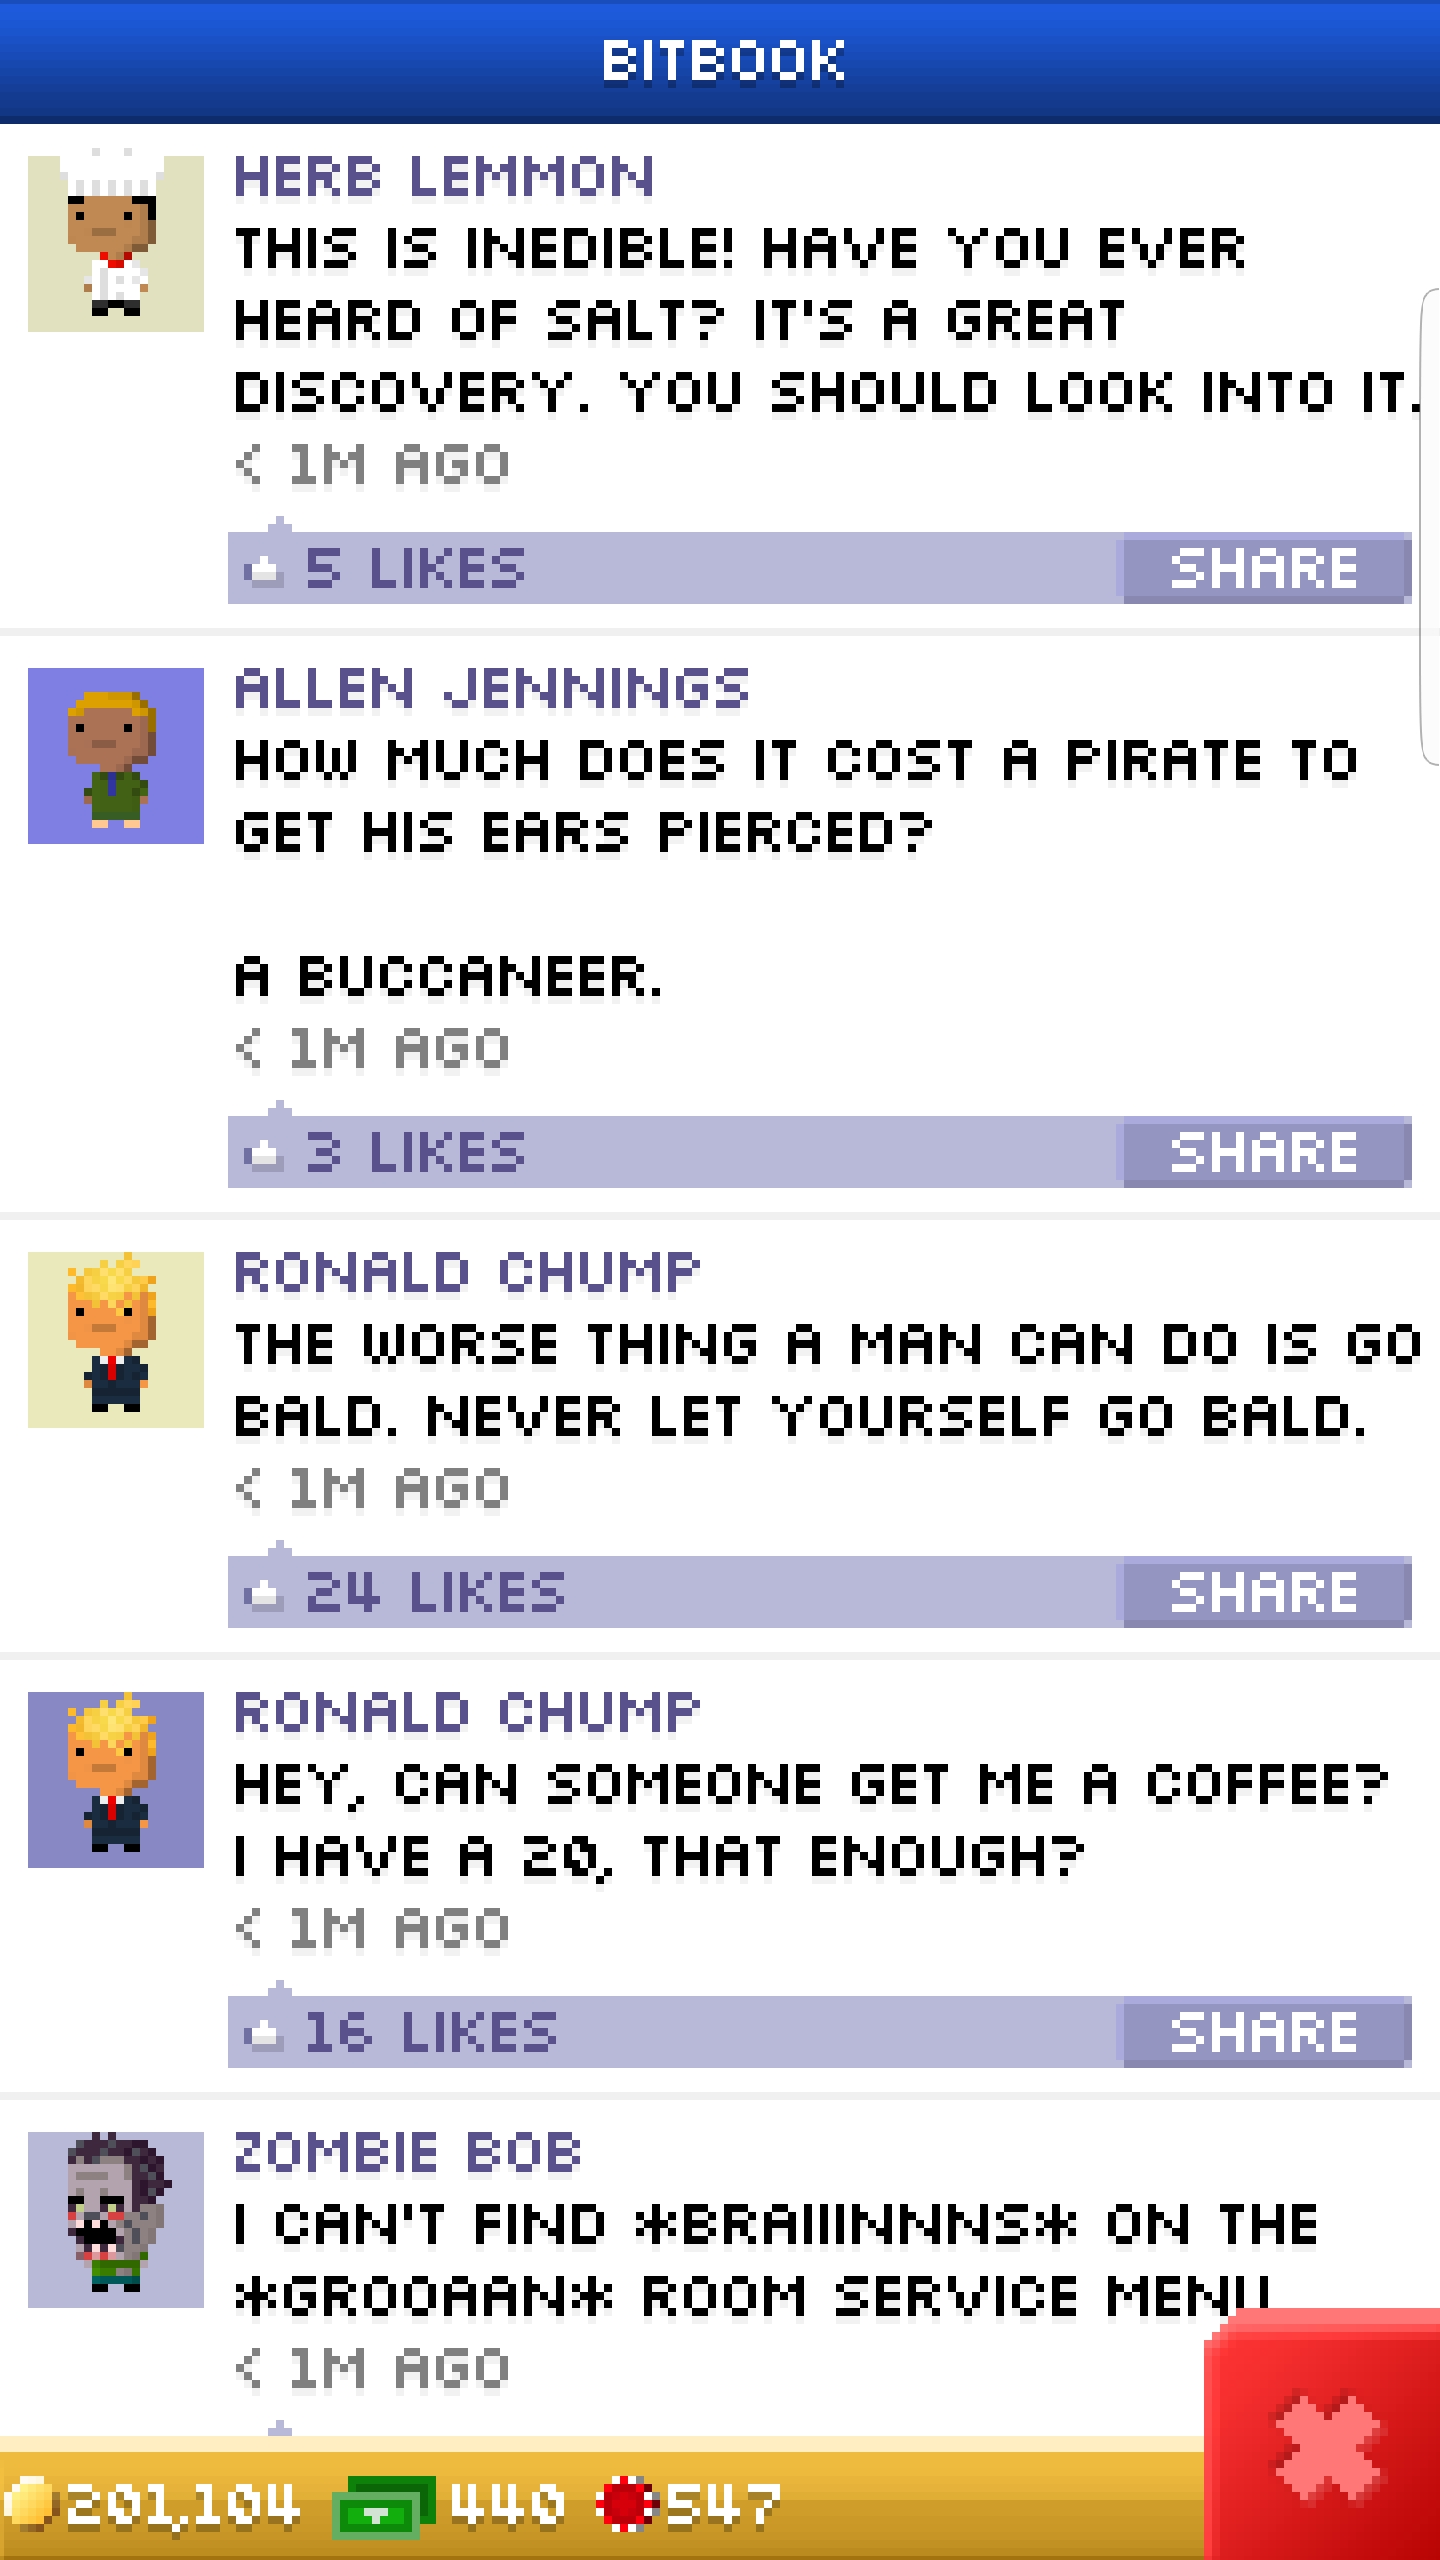 BITBOOK
HERB LEMMON
THIS IS INEDIBLE! HAVE YOU EVER
HEARD OF SALT? IT'S A GREAT
DISCOVERY. YOU SHOULD LOOK INTO IT.
< 1M AGO
5 LIKES SHARE
ALLEN JENNINGS
HOW MUCH DOES IT COST A PIRATE TO
GET HIS EARS PIERCED?
A BUCCANEER.
< 1M AGO
3 LIKES SHARE
RONALD CHUMP
THE WORSE THING A MAN CAN DO IS GO
BALD. NEVER LET YOURSELF GO BALD.
< 1M AGO
24 LIKES SHARE
RONALD CHUMP
HEY, CAN SOMEONE GET ME A COFFEE?
I HAVE A 20, THAT ENOUGH?
< 1M AGO
16 LIKES SHARE
ZOMBIE BOB
I CAN'T FIND *BRAIIINNNS* ON THE
*GROOAAN* ROOM SERVICE MENU
< 1M AGO
201,104 440 547